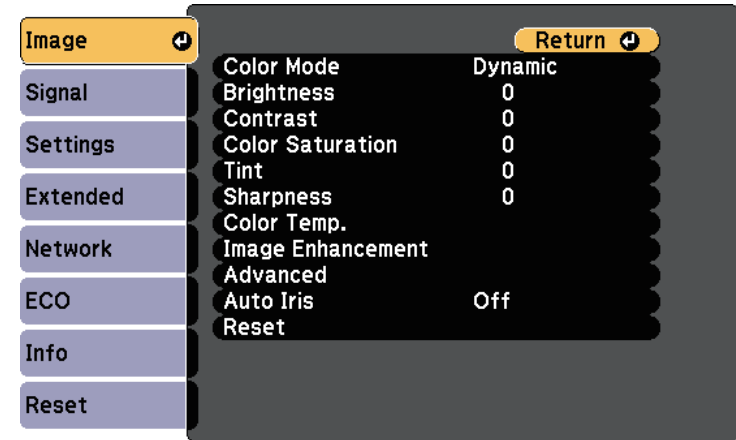 Image
Signal
Settings
Extended
Network
ECO
Info
Reset
Return
Color Mode Dynamic
Brightness 0
Contrast 0
Color Saturation 0
Tint 0
Sharpness 0
Color Temp.
Image Enhancement
Advanced
Auto Iris Off
Reset